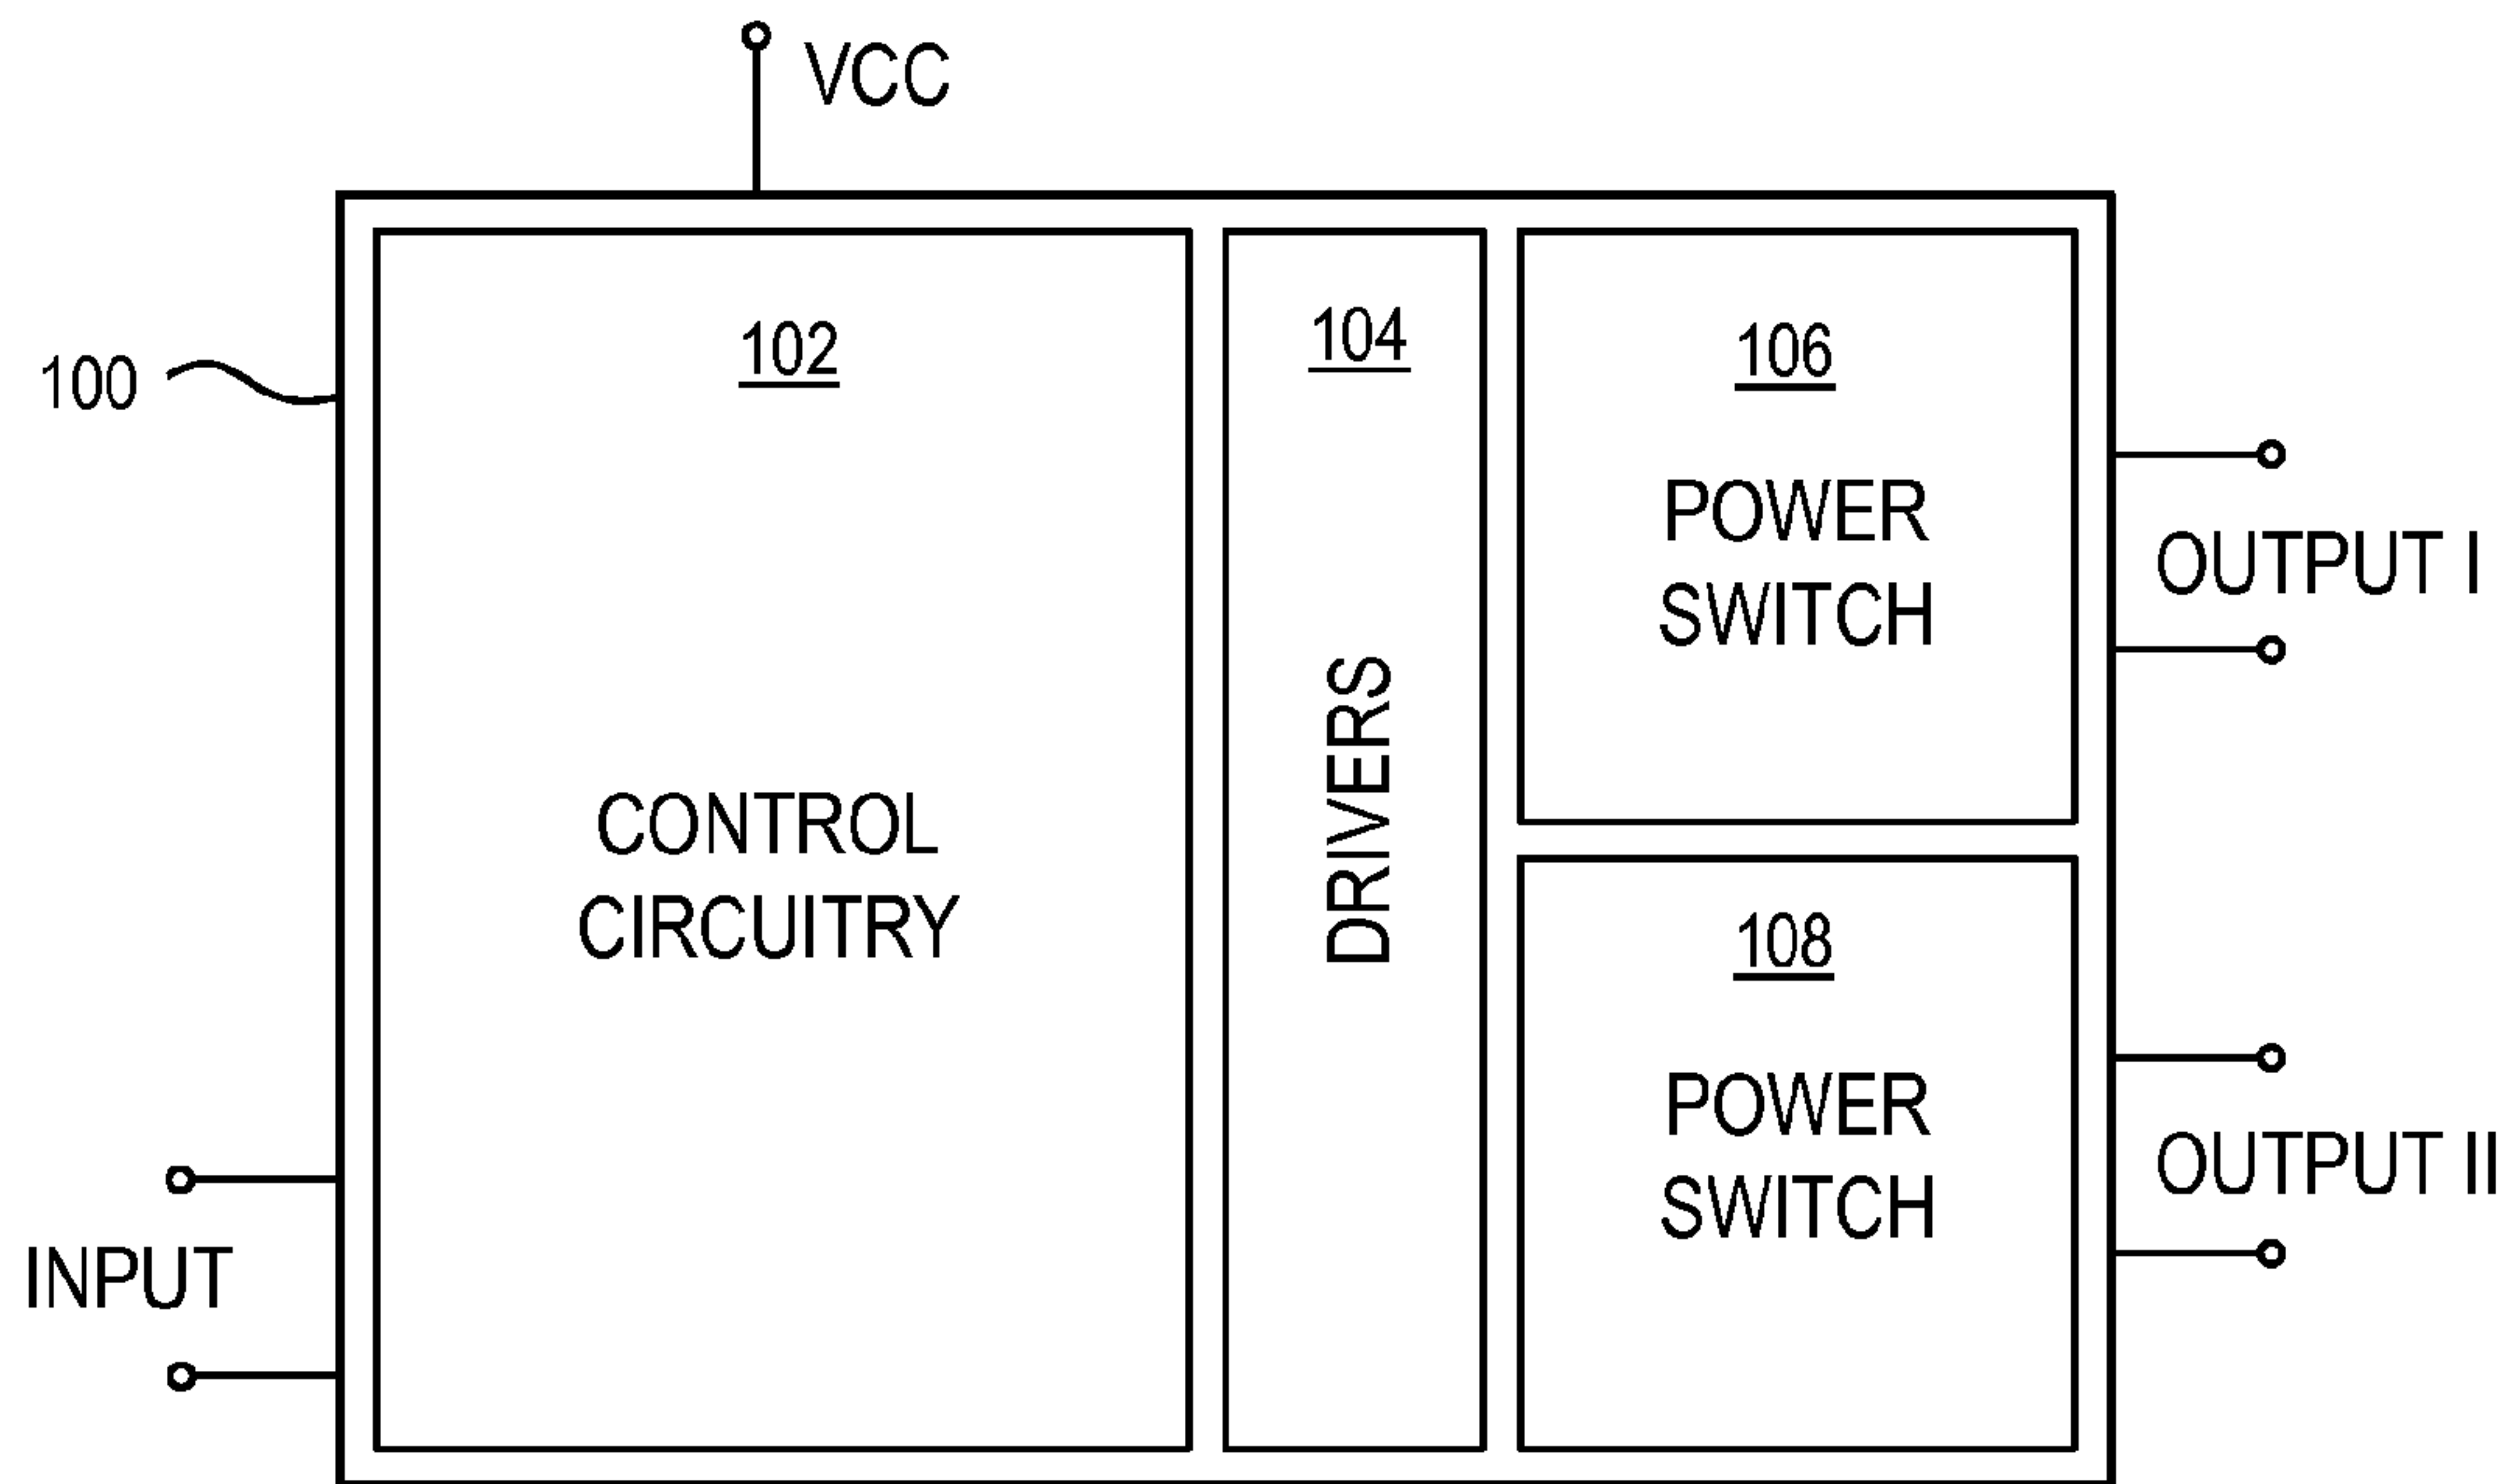 VCC
100
102
CONTROL
CIRCUITRY
104
DRIVERS
106
POWER
SWITCH
108
POWER
SWITCH
INPUT
OUTPUT I
OUTPUT II